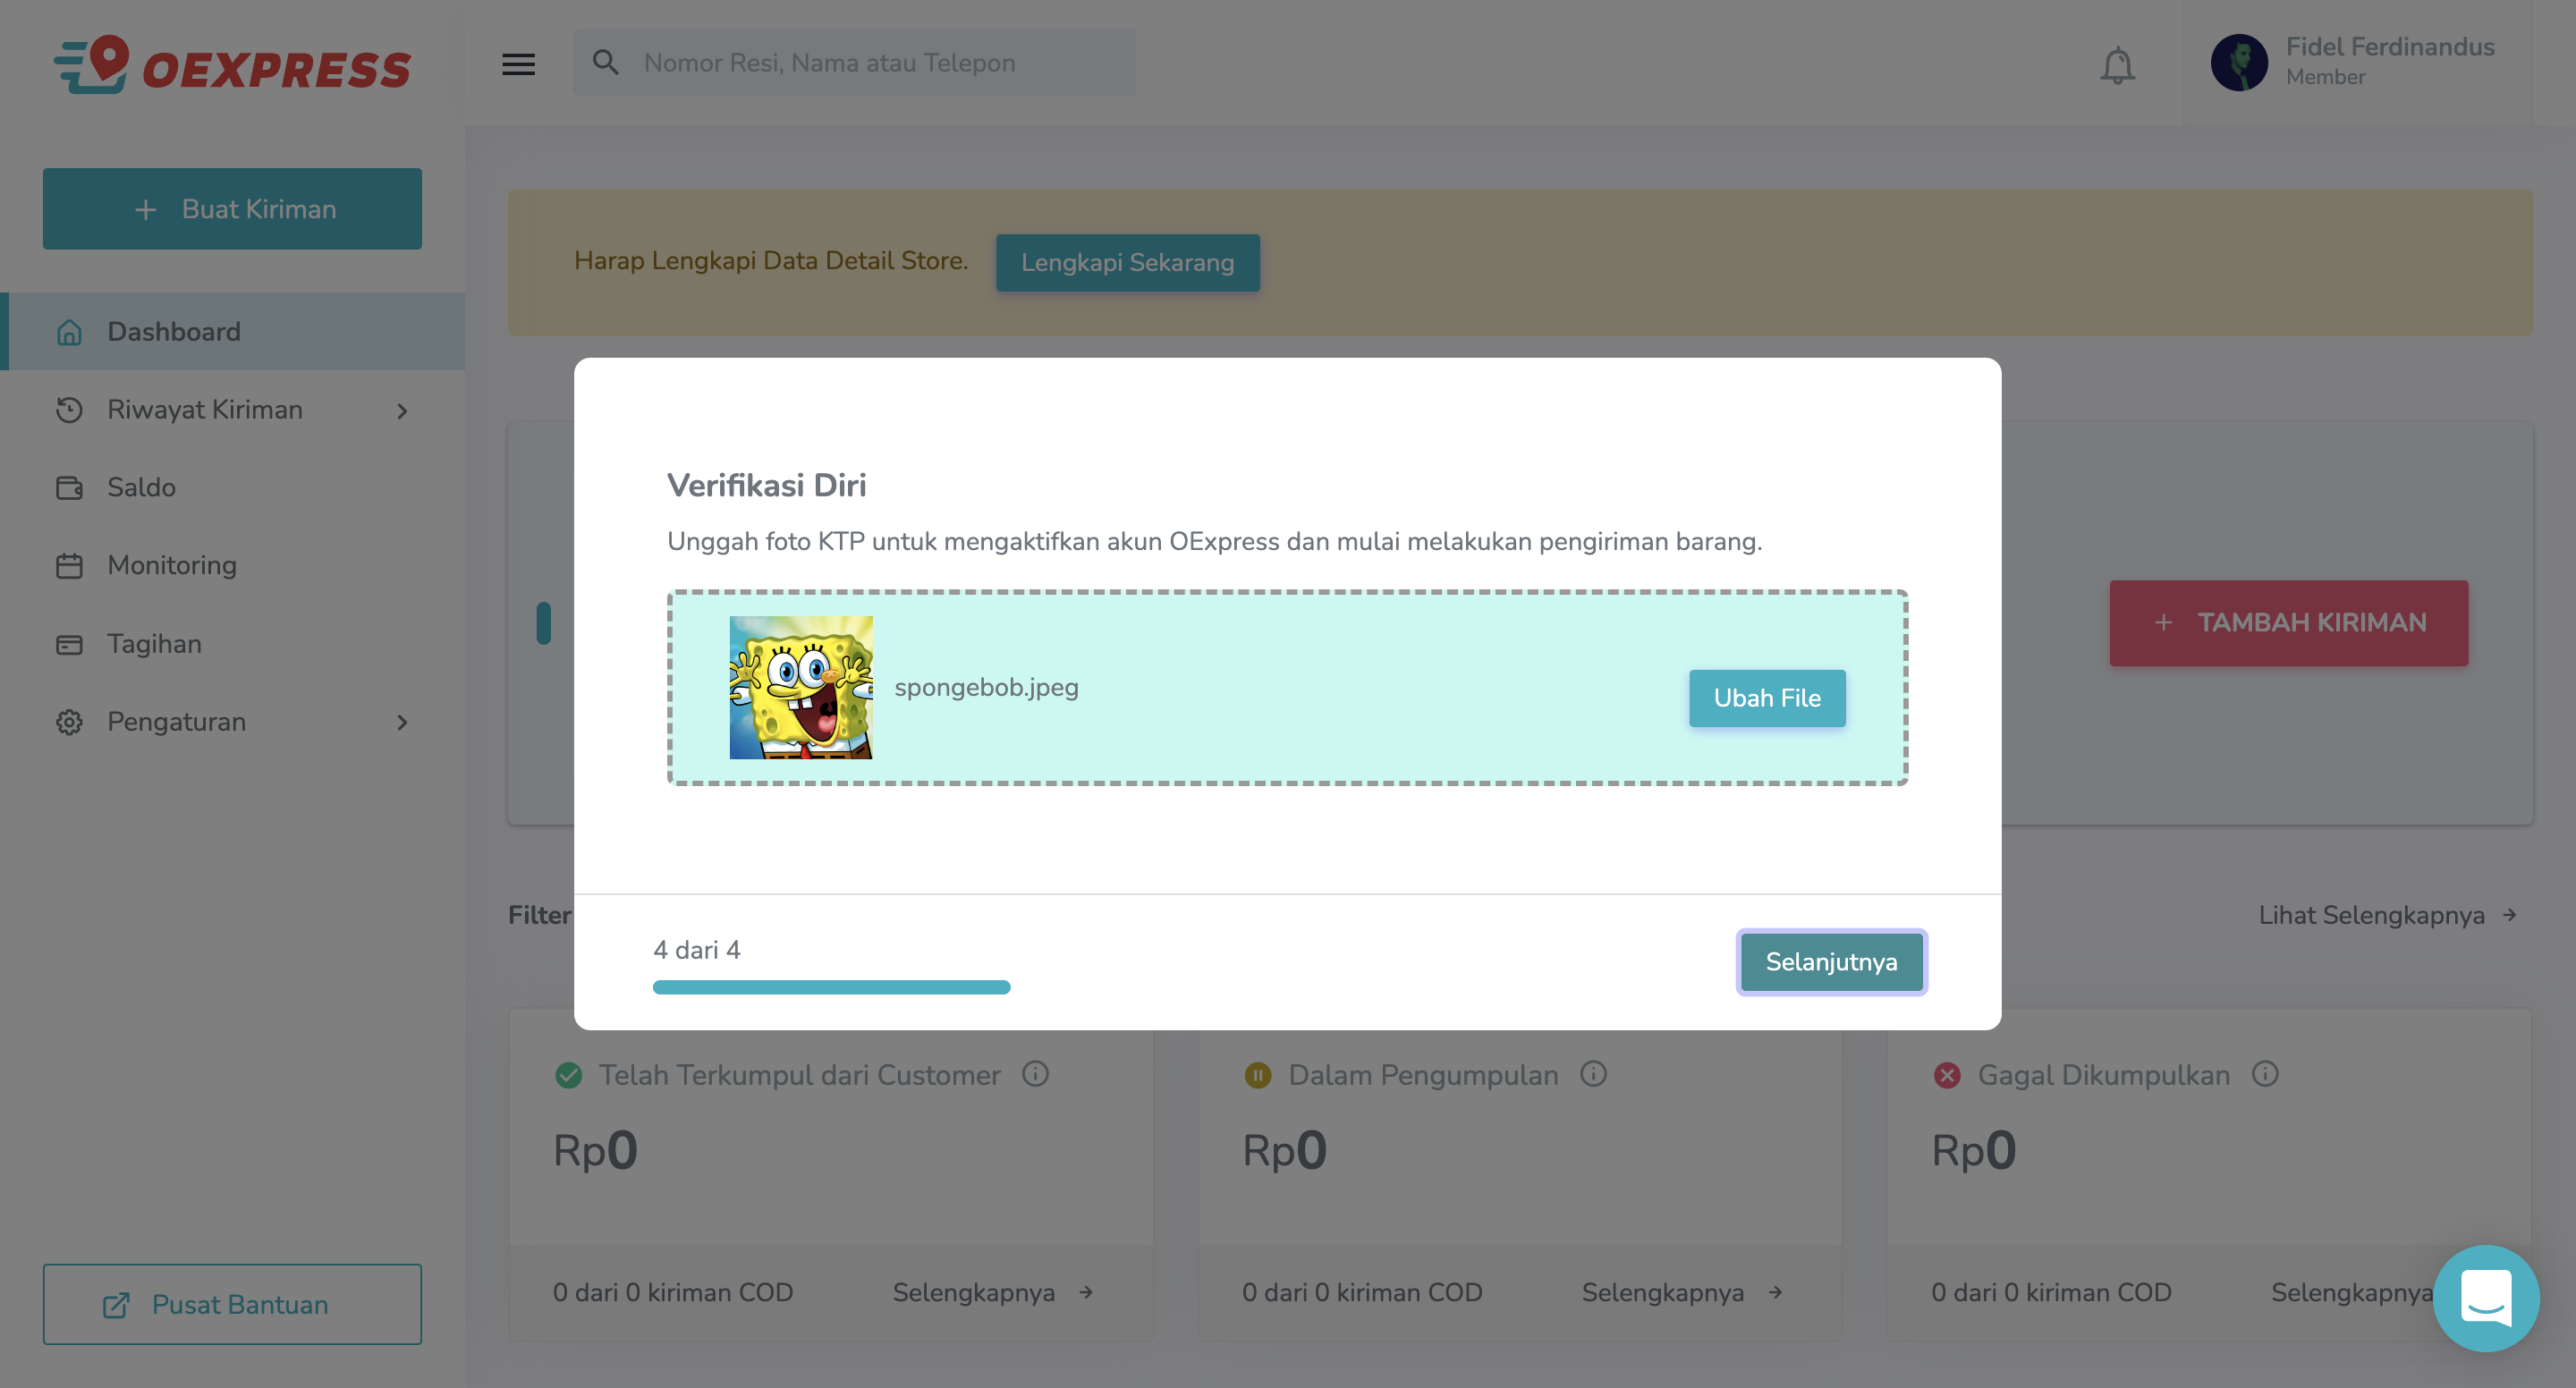 OEXPRESS
Nomor Resi, Nama atau Telepon
Fidel Ferdinandus
Member
Buat Kiriman
Dashboard
Riwayat Kiriman
Saldo
Monitoring
Tagihan
Pengaturan
Pusat Bantuan
Harap Lengkapi Data Detail Store.
Lengkapi Sekarang
TAMBAH KIRIMAN
Verifikasi Diri
Unggah foto KTP untuk mengaktifkan akun OExpress dan mulai melakukan pengiriman barang.
spongebob.jpeg
Ubah File
4 dari 4
Selanjutnya
Filter
Lihat Selengkapnya
Telah Terkumpul dari Customer
Rp0
0 dari 0 kiriman COD
Selengkapnya
Dalam Pengumpulan
Rp0
0 dari 0 kiriman COD
Selengkapnya
Gagal Dikumpulkan
Rp0
0 dari 0 kiriman COD
Selengkapnya